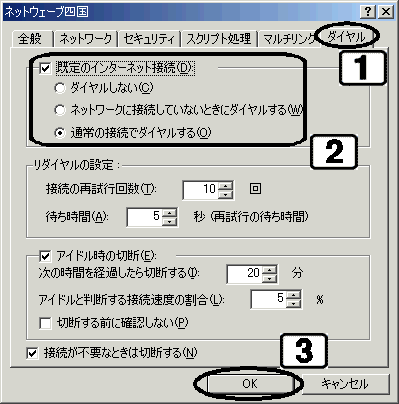 ネットウェーブ四国
全般 ネットワーク セキュリティ スクリプト処理 マルチリンク ダイヤル
1
既定のインターネット接続(D)
ダイヤルしない(C)
ネットワークに接続していないときにダイヤルする(W)
通常の接続でダイヤルする(O)
2
リダイヤルの設定:
接続の再試行回数(T): 10 回
待ち時間(A): 5 秒 (再試行の待ち時間)
アイドル時の切断(E):
次の時間を経過したら切断する(I): 20 分
アイドルと判断する接続速度の割合(L): 5 %
切断する前に確認しない(P)
接続が不要なときは切断する(N)
3
OK キャンセル